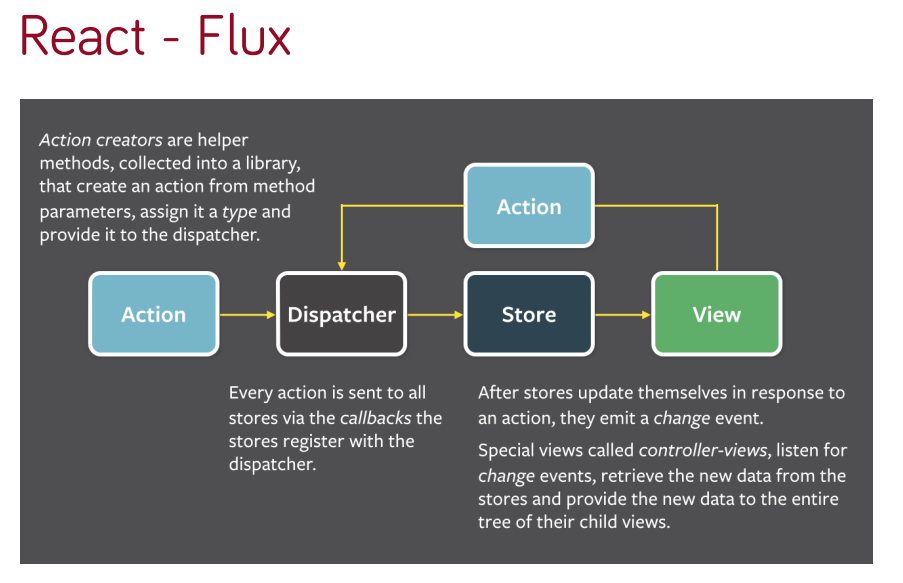 React - Flux
Action creators are helper
methods, collected into a library,
that create an action from method
parameters, assign it a type and
provide it to the dispatcher.
Action
Action
Dispatcher
Store
View
Every action is sent to all
stores via the callbacks the
stores register with the
dispatcher.
After stores update themselves in response to
an action, they emit a change event.
Special views called controller-views, listen for
change events, retrieve the new data from the
stores and provide the new data to the entire
tree of their child views.